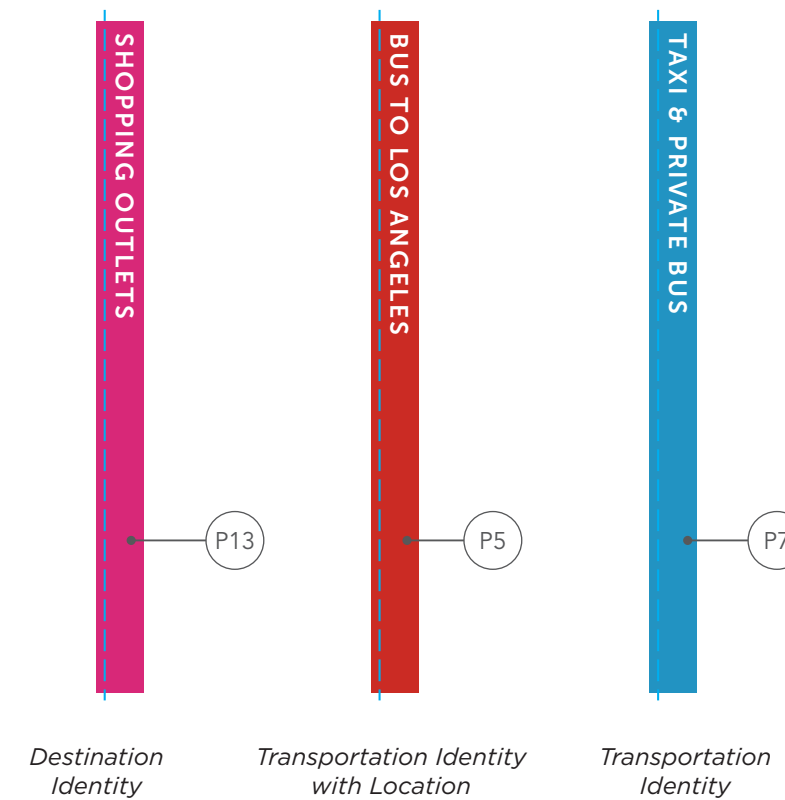 SHOPPING OUTLETS
BUS TO LOS ANGELES
TAXI & PRIVATE BUS
P13
P5
P7
Destination
Identity
Transportation Identity
with Location
Transportation
Identity